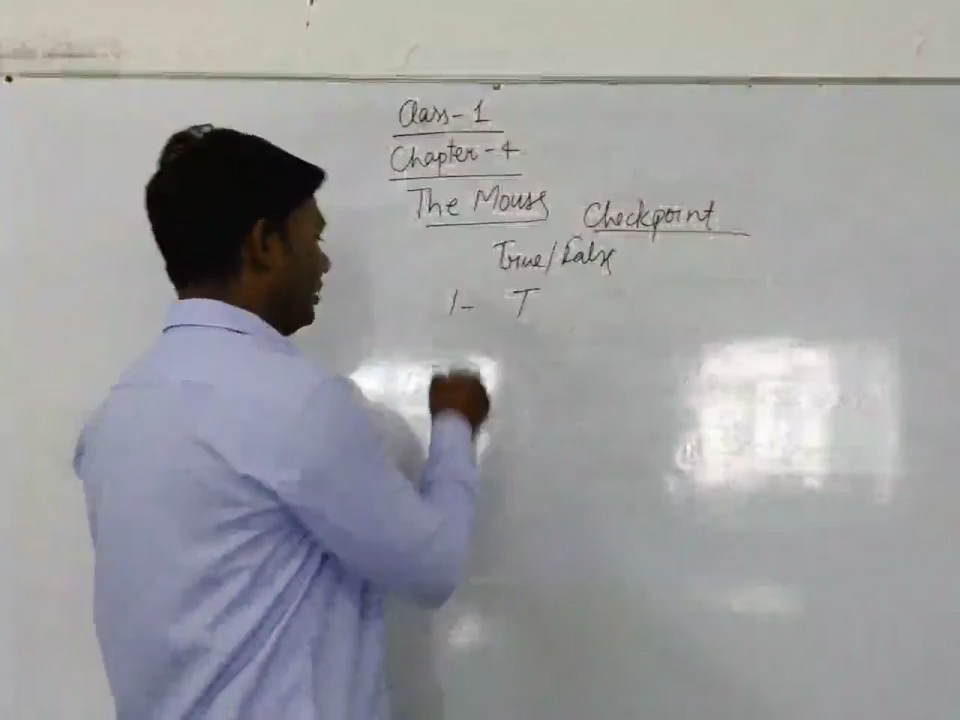 Class-1
Chapter-4
The Mouse
Checkpoint
True/False
1- T